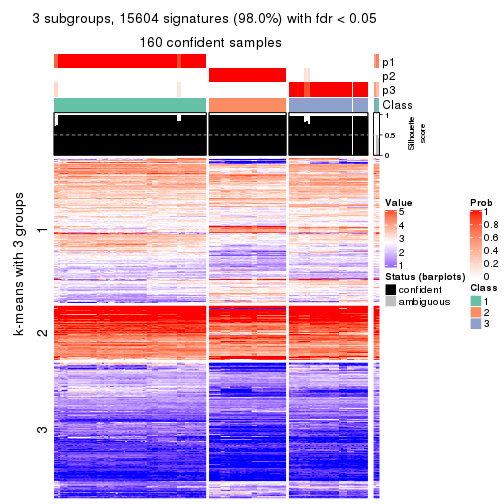 3 subgroups, 15604 signatures (98.0%) with fdr < 0.05
160 confident samples
p1
p2
p3
Class
1
0.5
0
Silhouette
score
k-means with 3 groups
1
2
3
Value
5
4
3
2
1
Status (barplots)
confident
ambiguous
Prob
1
0.8
0.6
0.4
0.2
0
Class
1
2
3